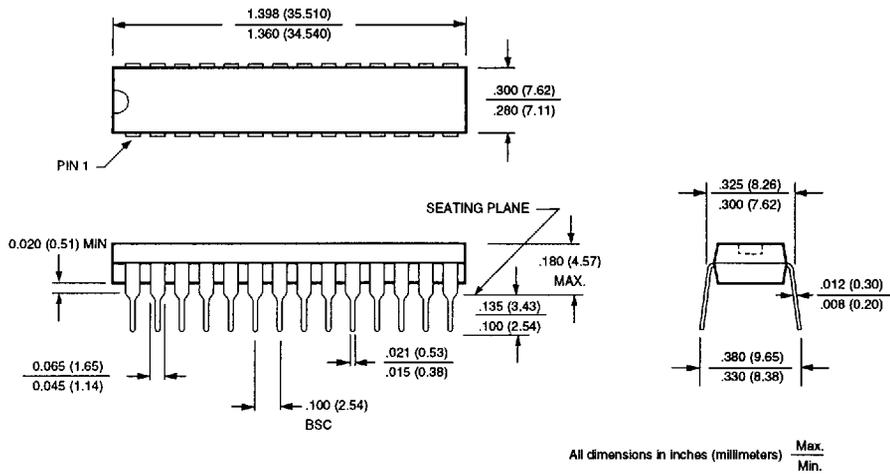 1.398 (35.510)
1.360 (34.540)
.300 (7.62)
.280 (7.11)
PIN 1
SEATING PLANE
.325 (8.26)
.300 (7.62)
0.020 (0.51) MIN
.180 (4.57)
MAX.
.135 (3.43)
.100 (2.54)
.012 (0.30)
.008 (0.20)
0.065 (1.65)
0.045 (1.14)
.021 (0.53)
.015 (0.38)
.380 (9.65)
.330 (8.38)
.100 (2.54)
BSC
All dimensions in inches (millimeters) Max.
Min.